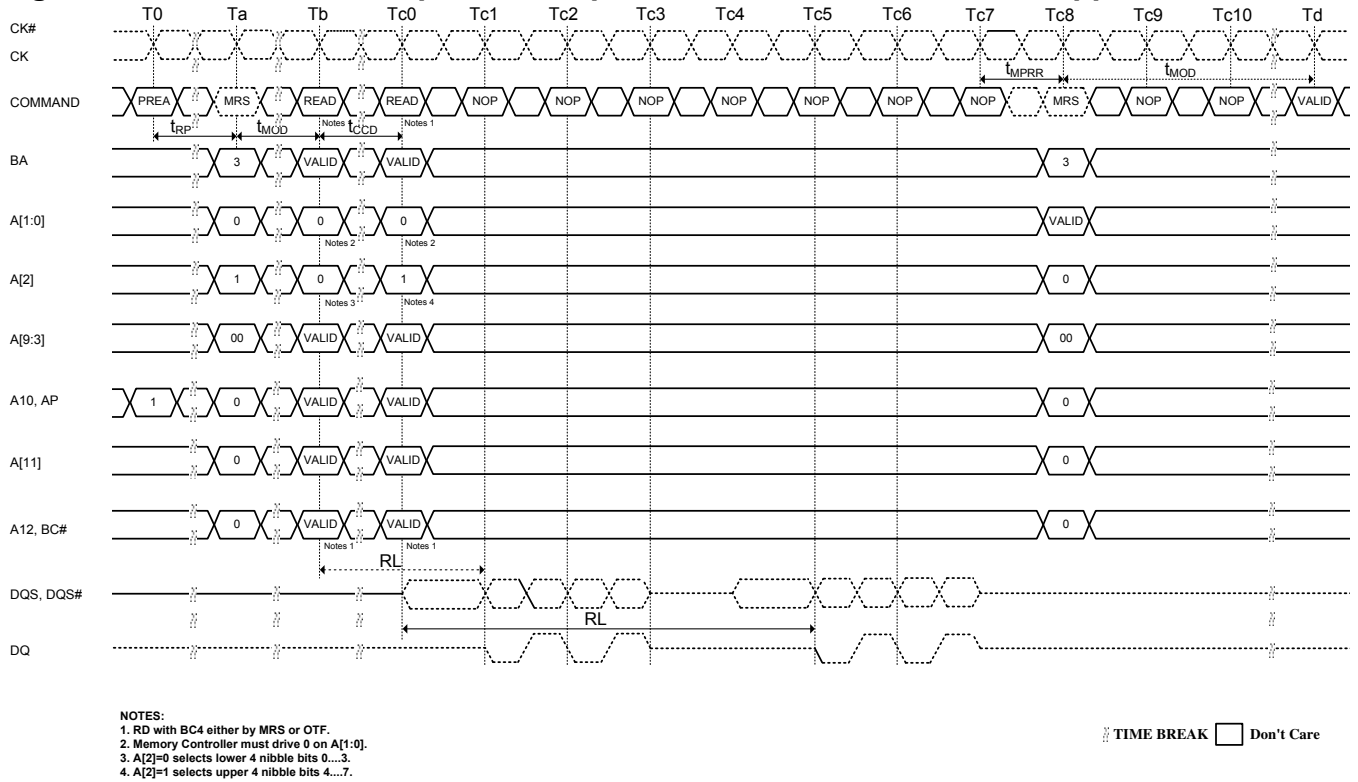 T0 Ta Tb Tc0 Tc1 Tc2 Tc3 Tc4 Tc5 Tc6 Tc7 Tc8 Tc9 Tc10 Td
CK#
CK
tMPRR tMOD
COMMAND PREA MRS READ READ NOP NOP NOP NOP NOP NOP NOP MRS NOP NOP VALID
Notes 1 Notes 1
tRP tMOD tCCD
BA 3 VALID VALID 3
A[1:0] 0 0 0 VALID
Notes 2 Notes 2
A[2] 1 0 1 0
Notes 3 Notes 4
A[9:3] 00 VALID VALID 00
A10, AP 1 0 VALID VALID 0
A[11] 0 VALID VALID 0
A12, BC# 0 VALID VALID 0
Notes 1 Notes 1
RL
DQS, DQS#
RL
DQ
NOTES:
1. RD with BC4 either by MRS or OTF.
2. Memory Controller must drive 0 on A[1:0].
3. A[2]=0 selects lower 4 nibble bits 0....3.
4. A[2]=1 selects upper 4 nibble bits 4....7.
TIME BREAK Don't Care